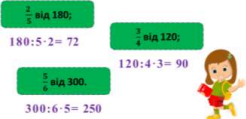 2/5 від 180;
180:5·2= 72
3/4 від 120;
120:4·3= 90
5/6 від 300.
300:6·5= 250